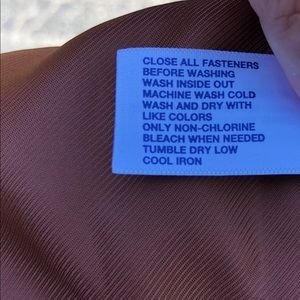 CLOSE ALL FASTENERS
BEFORE WASHING
WASH INSIDE OUT
MACHINE WASH COLD
WASH AND DRY WITH
LIKE COLORS
ONLY NON-CHLORINE
BLEACH WHEN NEEDED
TUMBLE DRY LOW
COOL IRON